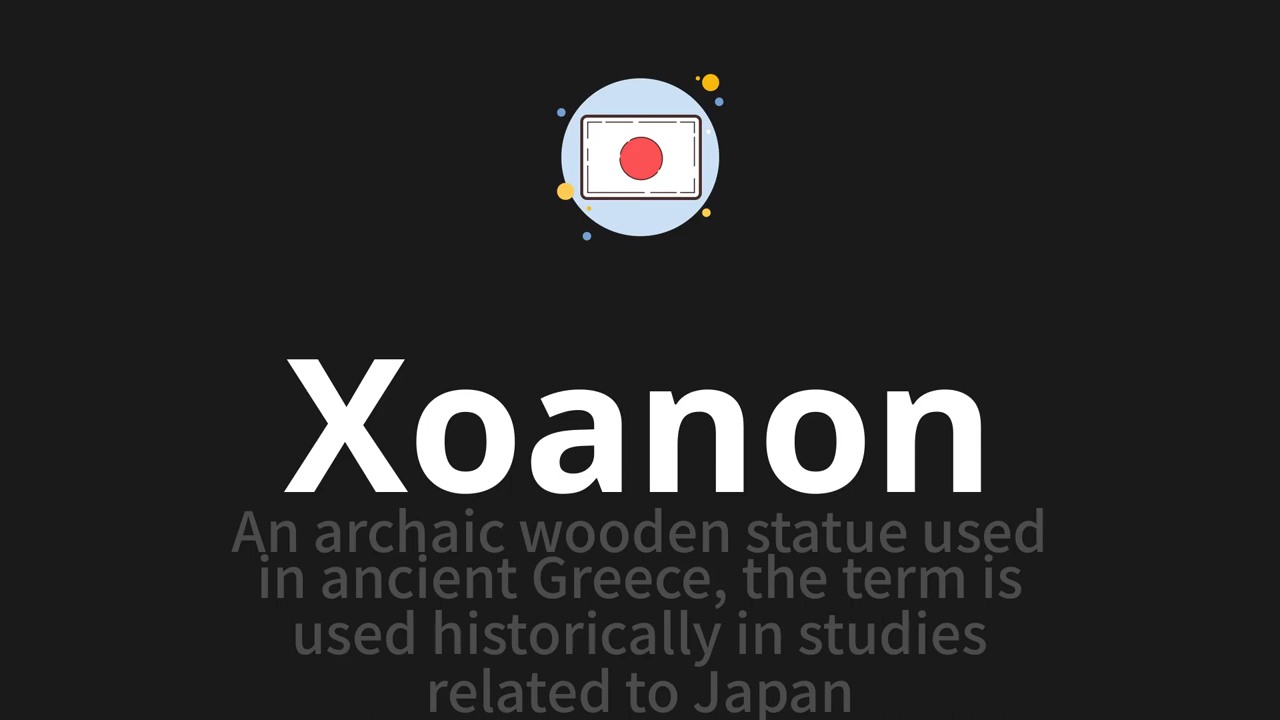 Xoanon
An archaic wooden statue used
in ancient Greece, the term is
used historically in studies
related to Japan